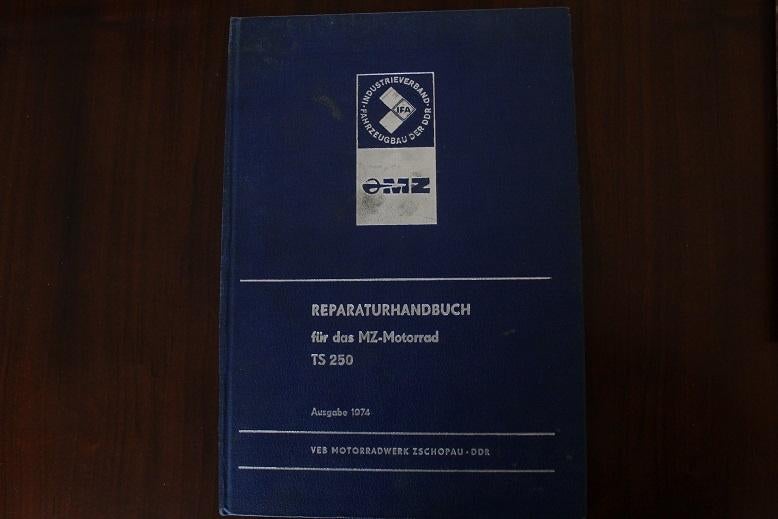 INDUSTRIEVERBAND
FAHRZEUGBAU DER DDR
IFA
MZ
REPARATURHANDBUCH
für das MZ-Motorrad
TS 250
Ausgabe 1974
VEB MOTORRADWERK ZSCHOPAU · DDR